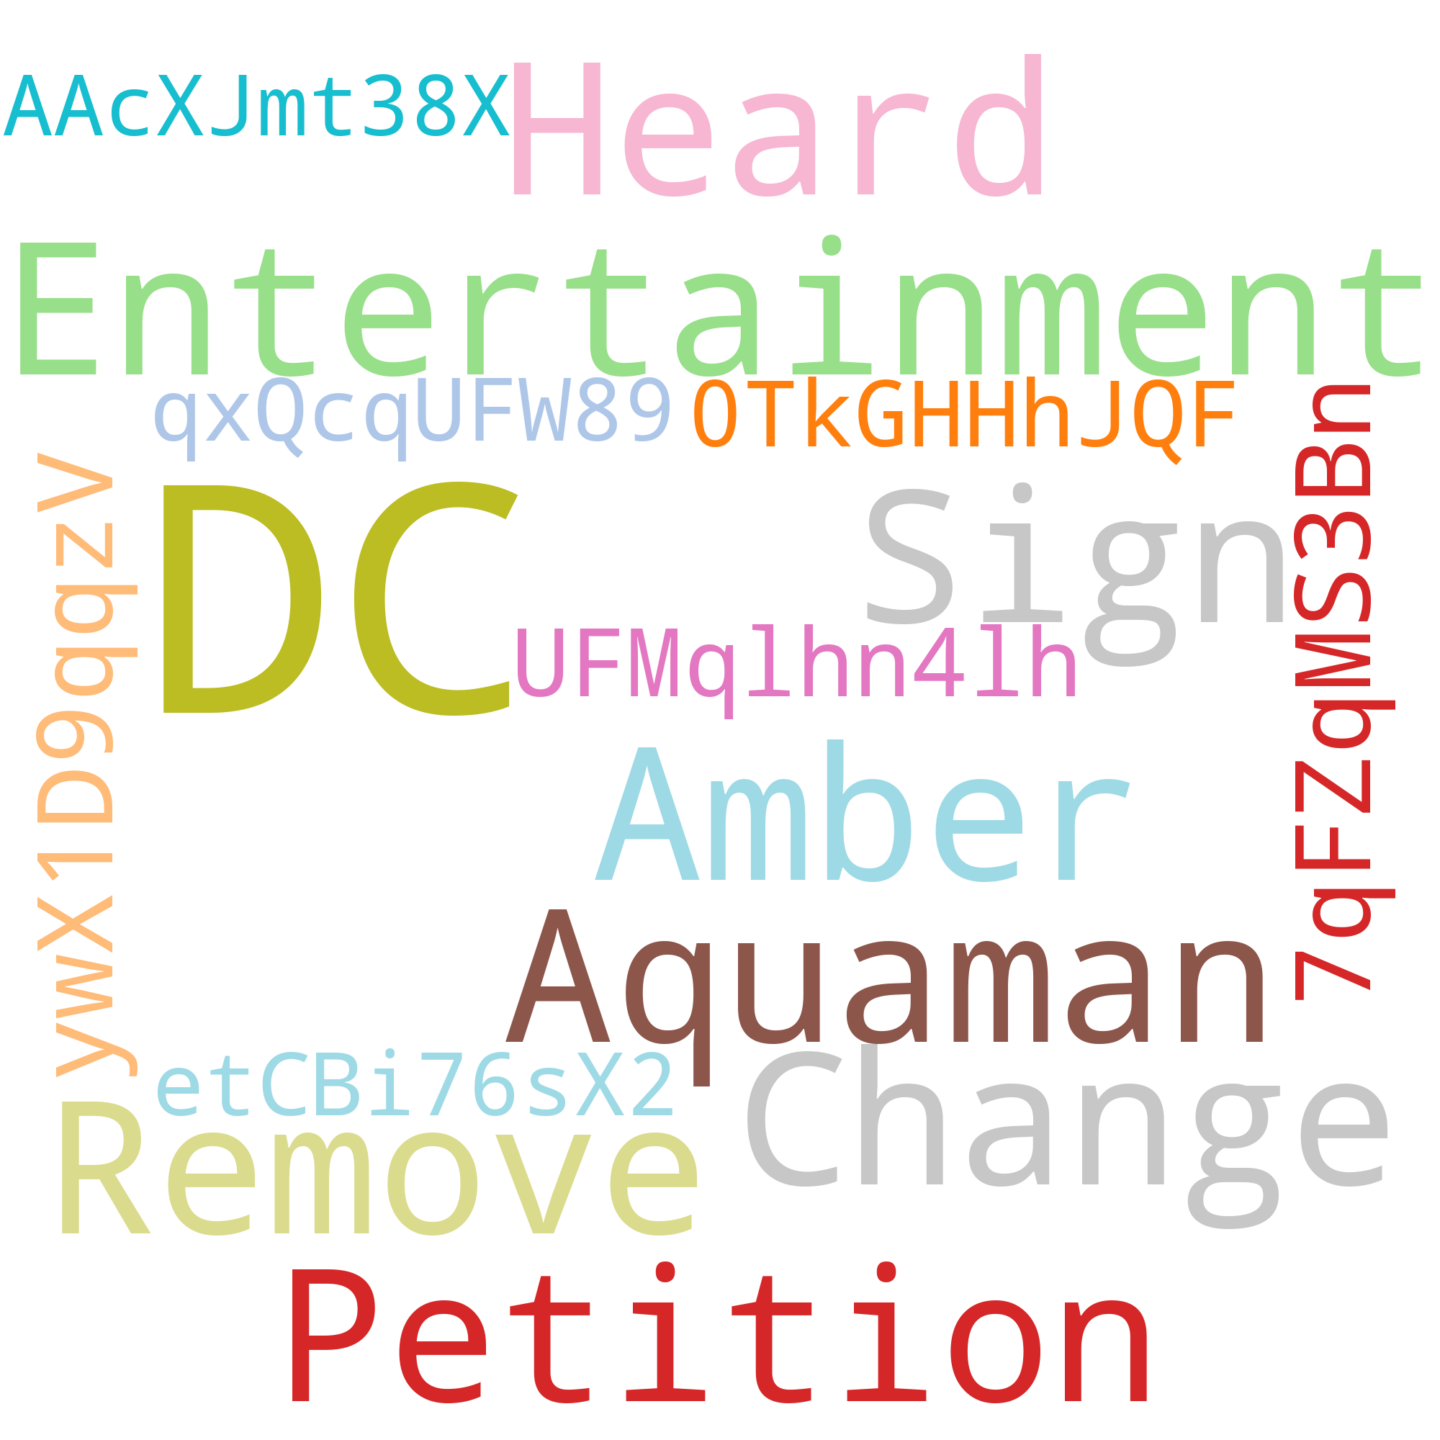 AAcXJmt38X
Heard
Entertainment
qxQcqUFW89
OTkGHHhJQF
7qFZqMS3Bn
ywX1D9qqzV
DC
Sign
UFMqlhn4lh
Amber
Aquaman
etCBi76sX2
Change
Remove
Petition